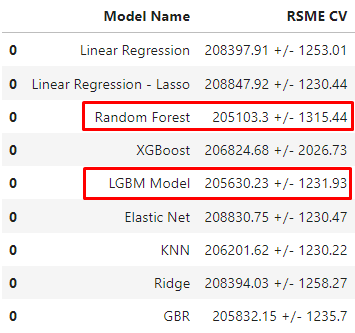 Model Name RSME CV
0 Linear Regression 208397.91 +/- 1253.01
0 Linear Regression - Lasso 208847.92 +/- 1230.44
0 Random Forest 205103.3 +/- 1315.44
0 XGBoost 206824.68 +/- 2026.73
0 LGBM Model 205630.23 +/- 1231.93
0 Elastic Net 208830.75 +/- 1230.47
0 KNN 206201.62 +/- 1230.22
0 Ridge 208394.03 +/- 1258.27
0 GBR 205832.15 +/- 1235.7